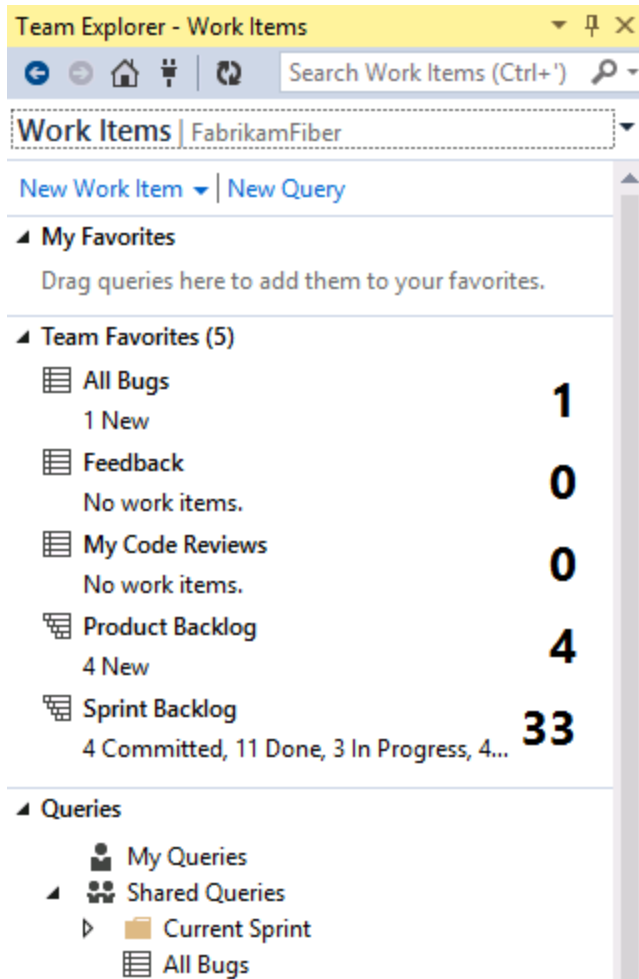 Team Explorer - Work Items
Search Work Items (Ctrl+')
Work Items | FabrikamFiber
New Work Item | New Query
My Favorites
Drag queries here to add them to your favorites.
Team Favorites (5)
All Bugs
1 New
1
Feedback
No work items.
0
My Code Reviews
No work items.
0
Product Backlog
4 New
4
Sprint Backlog
4 Committed, 11 Done, 3 In Progress, 4...
33
Queries
My Queries
Shared Queries
Current Sprint
All Bugs